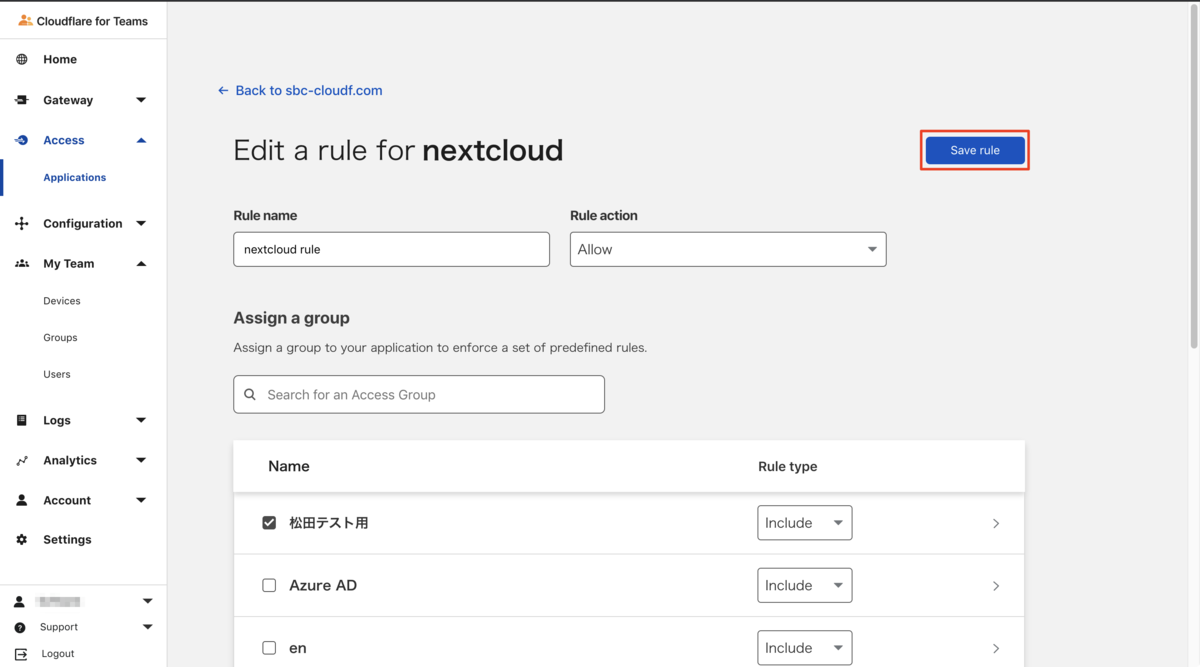 Cloudflare for Teams
Home
Gateway
Access
Applications
Configuration
My Team
Devices
Groups
Users
Logs
Analytics
Account
Settings
Support
Logout
← Back to sbc-cloudf.com
Edit a rule for nextcloud
Save rule
Rule name
Rule action
nextcloud rule
Allow
Assign a group
Assign a group to your application to enforce a set of predefined rules.
Search for an Access Group
Name
Rule type
松田テスト用
Include
Azure AD
Include
en
Include